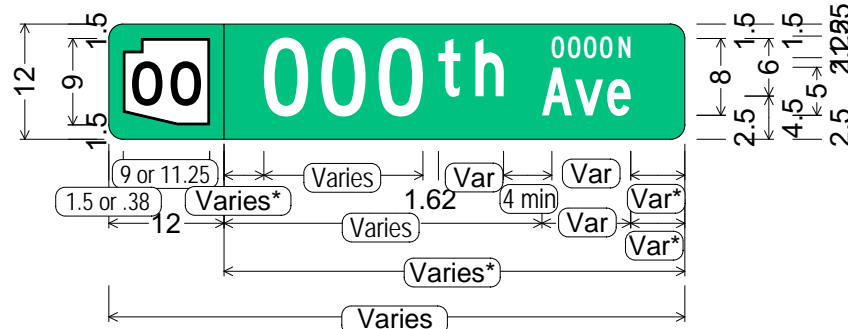 1.5
12
9
1.5
00
000th
0000N
Ave
1.5
8
2.5
6
1.5
5
4.5
2.5
9 or 11.25
Varies
Var
Var
1.5 or .38
Varies*
1.62
4 min
Var*
12
Varies
Var
Var*
Varies*
Varies